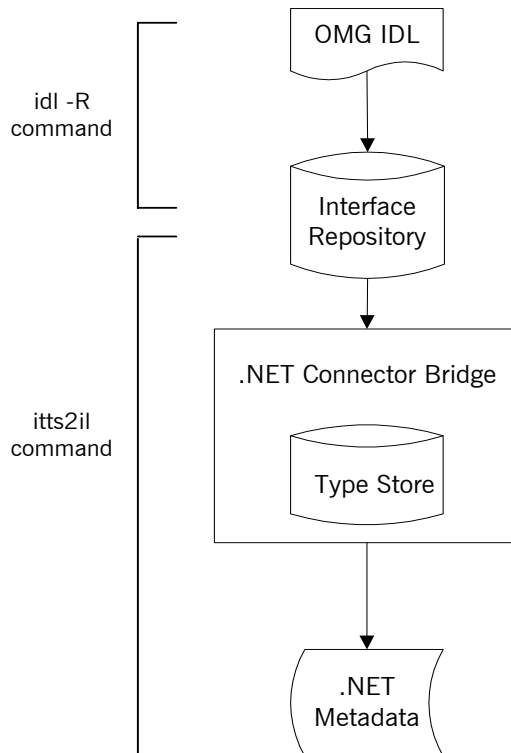 OMG IDL
idl -R
command
Interface
Repository
.NET Connector Bridge
itts2il
command
Type Store
.NET
Metadata